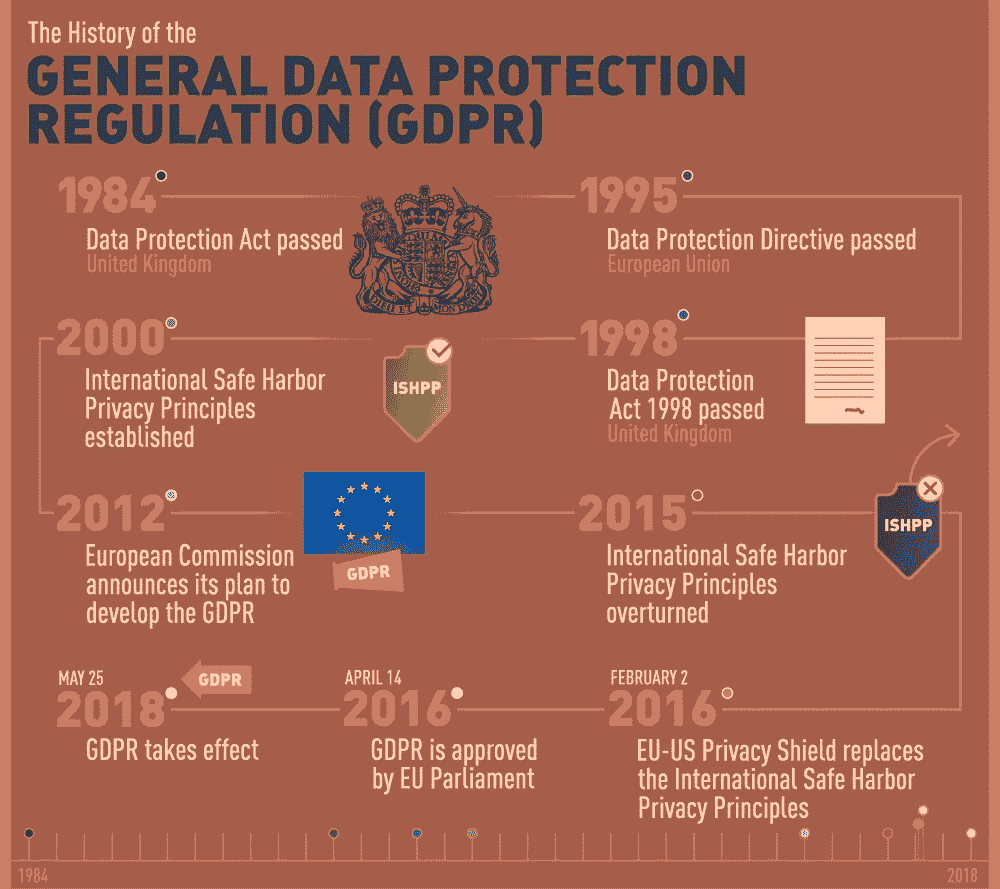 The History of the
GENERAL DATA PROTECTION
REGULATION (GDPR)
1984
Data Protection Act passed
United Kingdom
DIEU ET MON DROIT
1995
Data Protection Directive passed
European Union
1998
Data Protection
Act 1998 passed
United Kingdom
2000
International Safe Harbor
Privacy Principles
established
ISHPP
2012
European Commission
announces its plan to
develop the GDPR
GDPR
2015
International Safe Harbor
Privacy Principles
overturned
ISHPP
FEBRUARY 2
2016
EU-US Privacy Shield replaces
the International Safe Harbor
Privacy Principles
APRIL 14
2016
GDPR is approved
by EU Parliament
MAY 25
2018
GDPR
GDPR takes effect
1984
2018